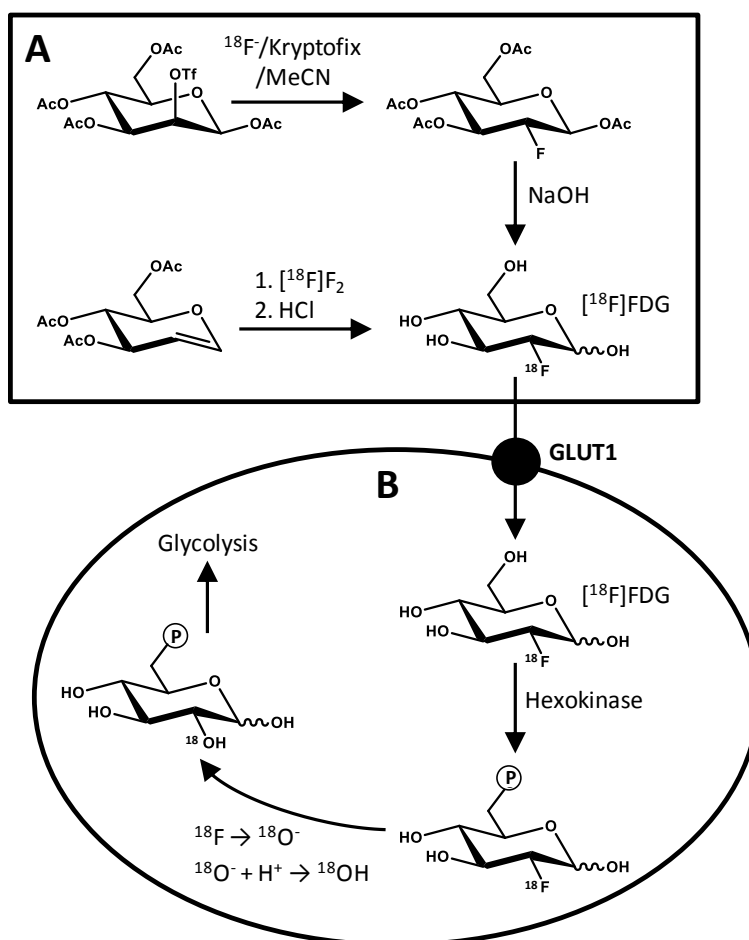 A
OAc
OTf
O
AcO
AcO
OAc
¹⁸F⁻/Kryptofix
/MeCN
OAc
O
AcO
AcO
OAc
F
NaOH
OAc
O
AcO
AcO
1. [¹⁸F]F₂
2. HCl
OH
O
HO
HO
OH
¹⁸F
[¹⁸F]FDG
GLUT1
B
Glycolysis
OH
O
HO
HO
OH
¹⁸F
[¹⁸F]FDG
Hexokinase
P
O
HO
HO
OH
¹⁸OH
P
O
HO
HO
OH
¹⁸F
¹⁸F → ¹⁸O⁻
¹⁸O⁻ + H⁺ → ¹⁸OH